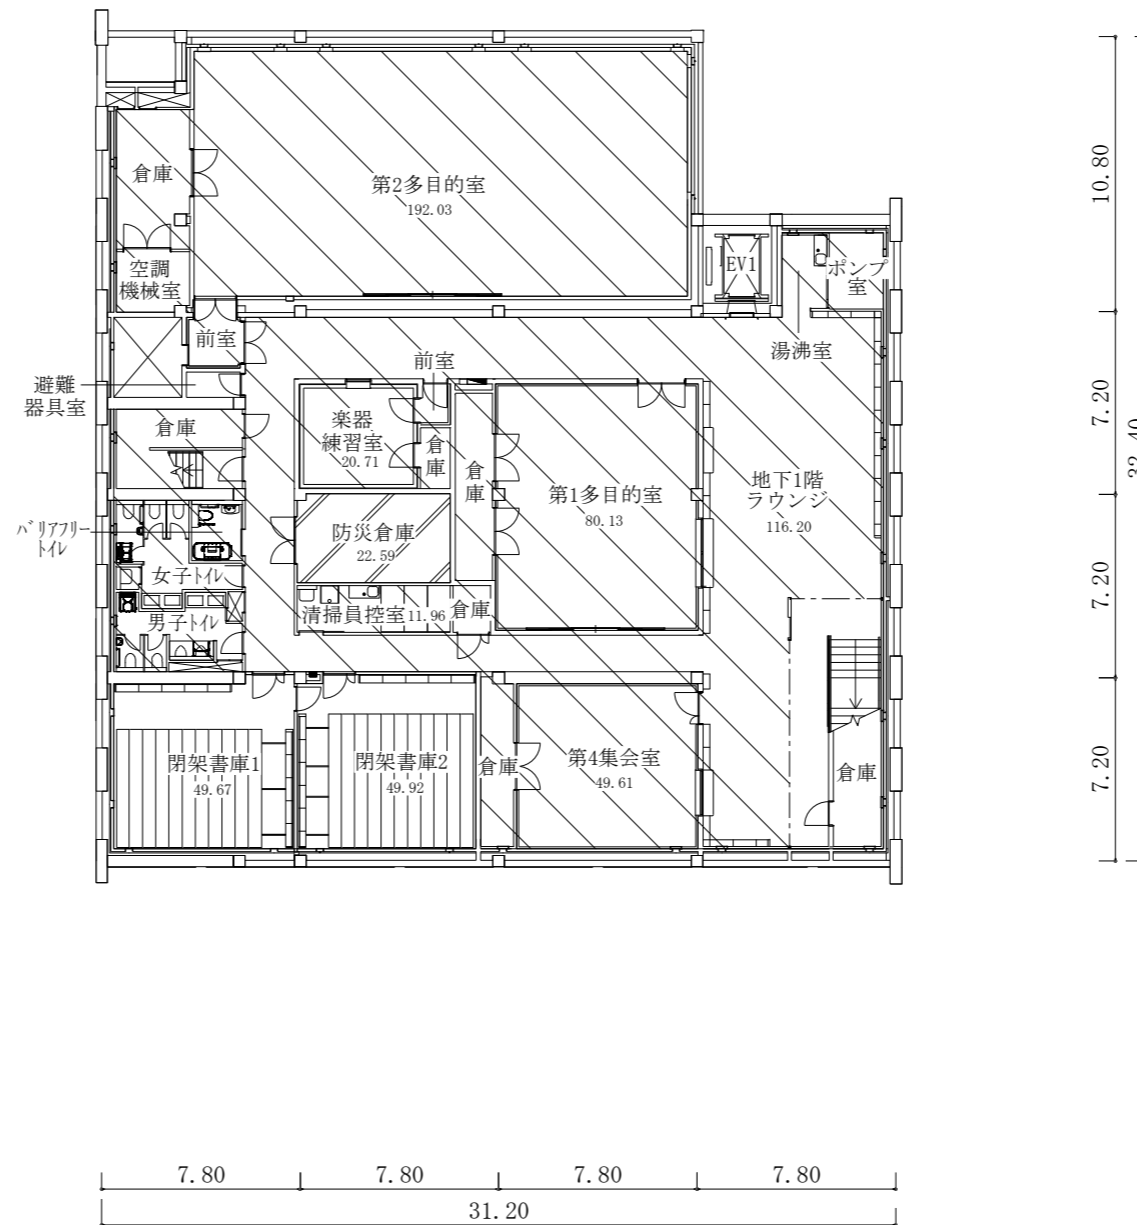 10.80
倉庫
第2多目的室
192.03
EV1
ポンプ
室
空調
機械室
前室
湯沸室
前室
避難
器具室
7.20
32.40
倉庫
楽器
練習室
20.71
倉庫
倉庫
第1多目的室
80.13
地下1階
ラウンジ
116.20
バリアフリー
トイレ
防災倉庫
22.59
女子トイレ
7.20
男子トイレ
清掃員控室
11.96
倉庫
閉架書庫1
49.67
閉架書庫2
49.92
倉庫
第4集会室
49.61
倉庫
7.20
7.80
7.80
7.80
7.80
31.20